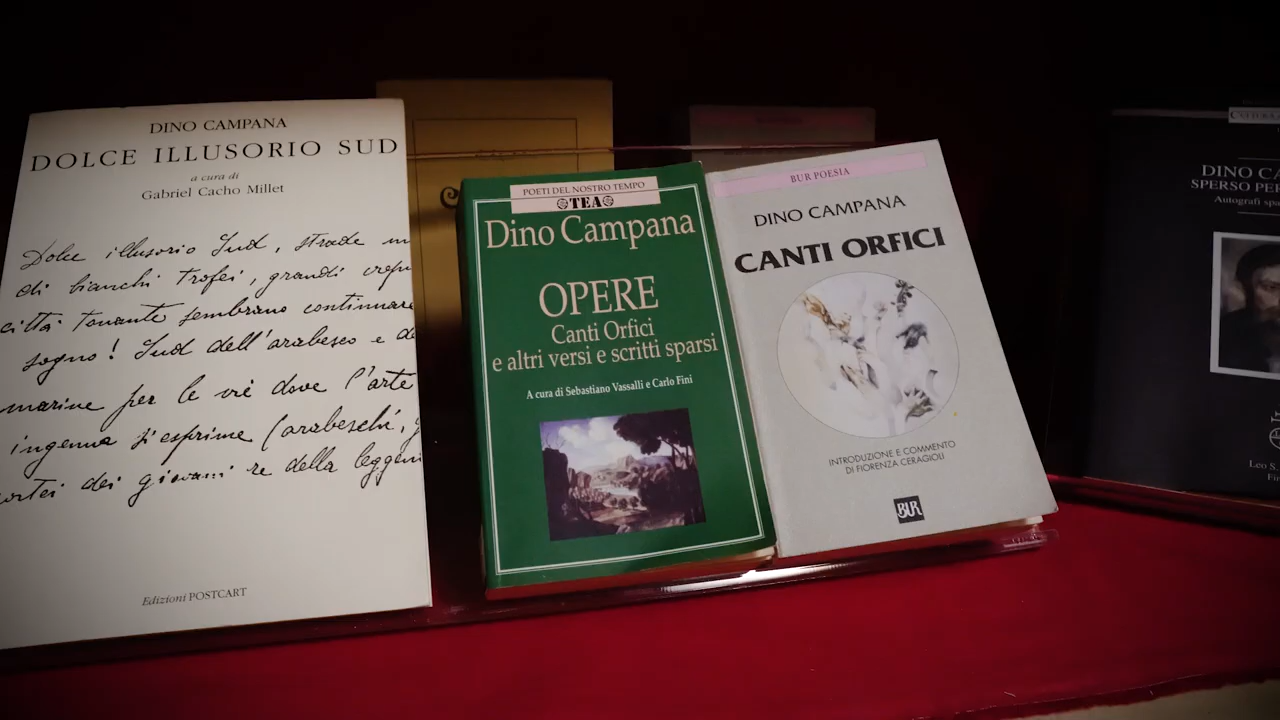 DINO CAMPANA
DOLCE ILLUSORIO SUD
a cura di
Gabriel Cacho Millet
Dolce illusorio Sud, strade
di bianchi trofei, grandi
città tonante sembrano continuare
sogno! Sud dell'arabesco e
marine per le vie dove l'arte
ingenua si esprime (arabeschi,
dei giovani re della
Edizioni POSTCART
POETI DEL NOSTRO TEMPO
TEA
Dino Campana
OPERE
Canti Orfici
e altri versi e scritti sparsi
A cura di Sebastiano Vassalli e Carlo Fini
BUR POESIA
DINO CAMPANA
CANTI ORFICI
INTRODUZIONE E COMMENTO
DI FIORENZA CERAGIOLI
BUR
DINO CA
SPERSO PE
Autografi spa
Leo S.